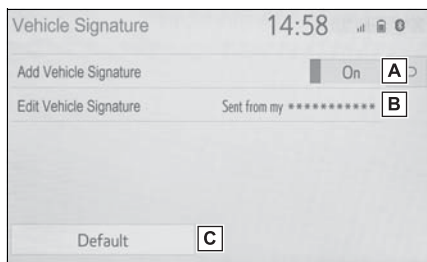 Vehicle Signature 14:58
Add Vehicle Signature On A
Edit Vehicle Signature Sent from my *********** B
Default C